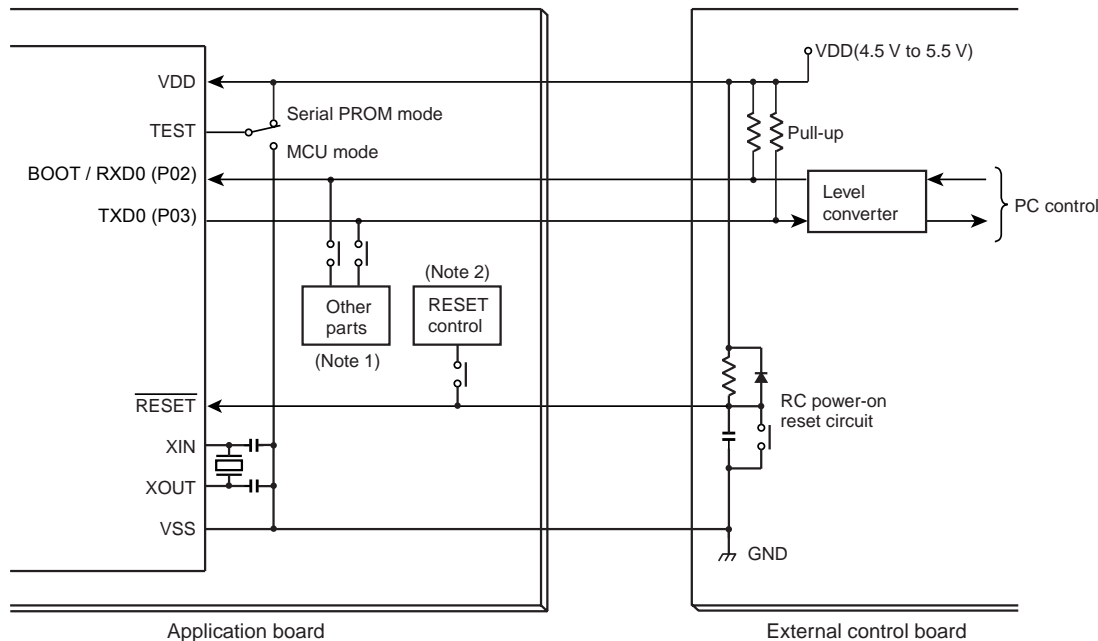 VDD(4.5 V to 5.5 V)
VDD
Serial PROM mode
TEST
Pull-up
MCU mode
BOOT / RXD0 (P02)
Level
converter
PC control
TXD0 (P03)
(Note 2)
Other
parts
RESET
control
(Note 1)
RESET
RC power-on
reset circuit
XIN
XOUT
VSS
GND
Application board
External control board